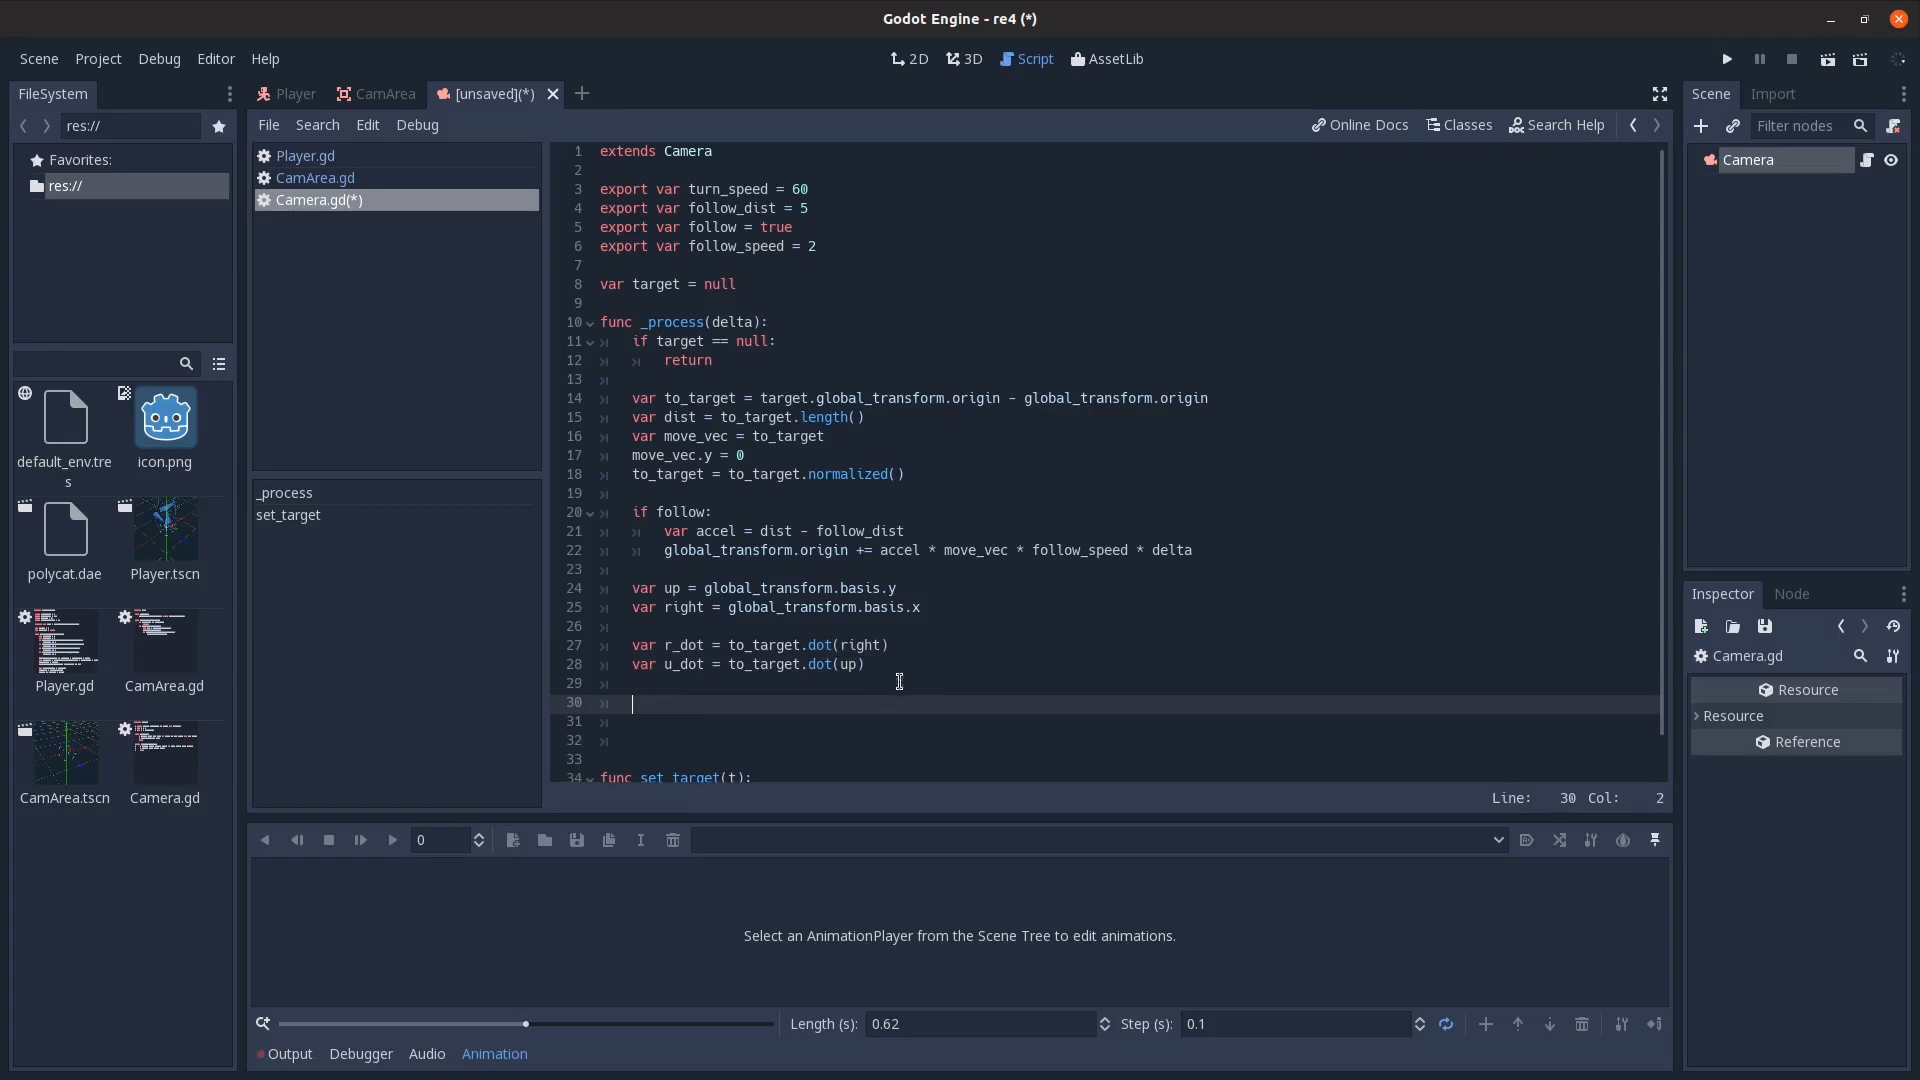 Godot Engine - re4 (*)
Scene Project Debug Editor Help
2D 3D Script AssetLib
FileSystem
res://
Favorites:
res://
default_env.tre
s
icon.png
polycat.dae
Player.tscn
Player.gd
CamArea.gd
CamArea.tscn
Camera.gd
Player CamArea [unsaved](*)
File Search Edit Debug
Online Docs Classes Search Help
Player.gd
CamArea.gd
Camera.gd(*)
_process
set_target
1 extends Camera
2
3 export var turn_speed = 60
4 export var follow_dist = 5
5 export var follow = true
6 export var follow_speed = 2
7
8 var target = null
9
10 func _process(delta):
11 if target == null:
12 return
13
14 var to_target = target.global_transform.origin - global_transform.origin
15 var dist = to_target.length()
16 var move_vec = to_target
17 move_vec.y = 0
18 to_target = to_target.normalized()
19
20 if follow:
21 var accel = dist - follow_dist
22 global_transform.origin += accel * move_vec * follow_speed * delta
23
24 var up = global_transform.basis.y
25 var right = global_transform.basis.x
26
27 var r_dot = to_target.dot(right)
28 var u_dot = to_target.dot(up)
29
30
31
32
33
34 func set_target(t):
Line: 30 Col: 2
0
Select an AnimationPlayer from the Scene Tree to edit animations.
Length (s): 0.62 Step (s): 0.1
Output Debugger Audio Animation
Scene Import
Filter nodes
Camera
Inspector Node
Camera.gd
Resource
Resource
Reference